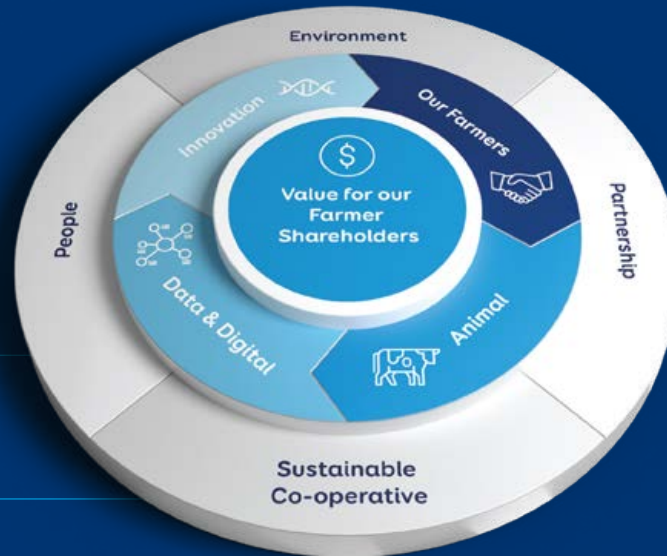 Environment
Innovation
Our Farmers
$
Value for our
Farmer
Shareholders
People
Partnership
Data & Digital
Animal
Sustainable
Co-operative